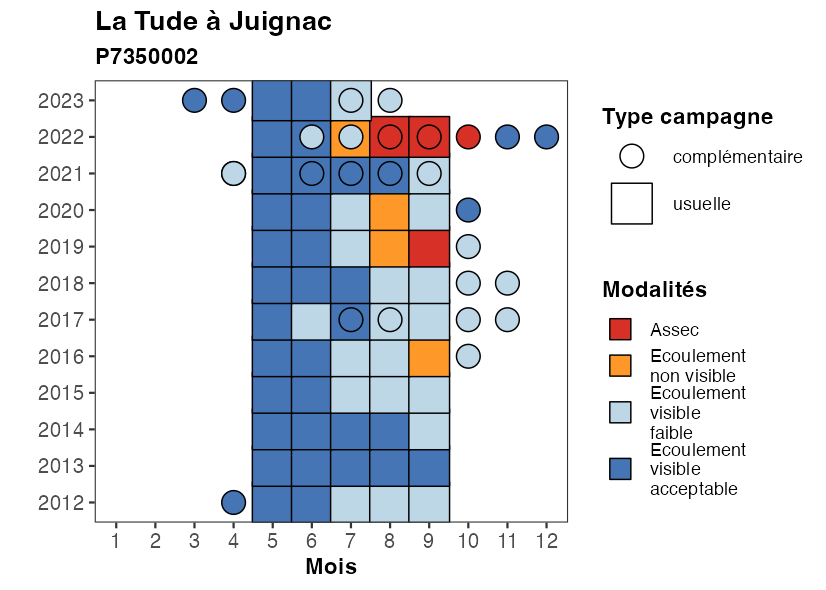 La Tude à Juignac
P7350002
2023
2022
2021
2020
2019
2018
2017
2016
2015
2014
2013
2012
1 2 3 4 5 6 7 8 9 10 11 12
Mois
Type campagne
complémentaire
usuelle
Modalités
Assec
Ecoulement
non visible
Ecoulement
visible
faible
Ecoulement
visible
acceptable